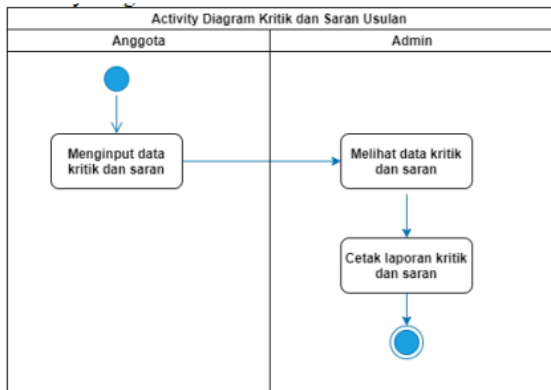 Activity Diagram Kritik dan Saran Usulan
Anggota
Admin
Menginput data
kritik dan saran
Melihat data kritik
dan saran
Cetak laporan kritik
dan saran